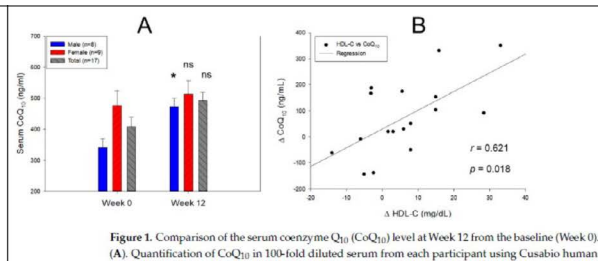 A
B
700
600
500
400
300
200
Serum CoQ10 (ng/ml)
Male (n=8)
Female (n=9)
Total (n=17)
*
ns
ns
Week 0
Week 12
400
300
200
100
0
-100
-200
Δ CoQ10 (ng/mL)
HDL-C vs CoQ10
Regression
r = 0.621
p = 0.018
-20 -10 0 10 20 30 40
Δ HDL-C (mg/dL)
Figure 1. Comparison of the serum coenzyme Q10 (CoQ10) level at Week 12 from the baseline (Week 0).
(A). Quantification of CoQ10 in 100-fold diluted serum from each participant using Cusabio human